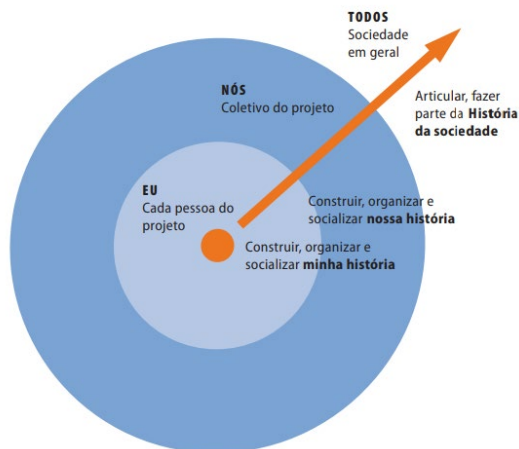 TODOS
Sociedade
em geral
NÓS
Coletivo do projeto
Articular, fazer
parte da História
da sociedade
EU
Cada pessoa do
projeto
Construir, organizar e
socializar nossa história
Construir, organizar e
socializar minha história